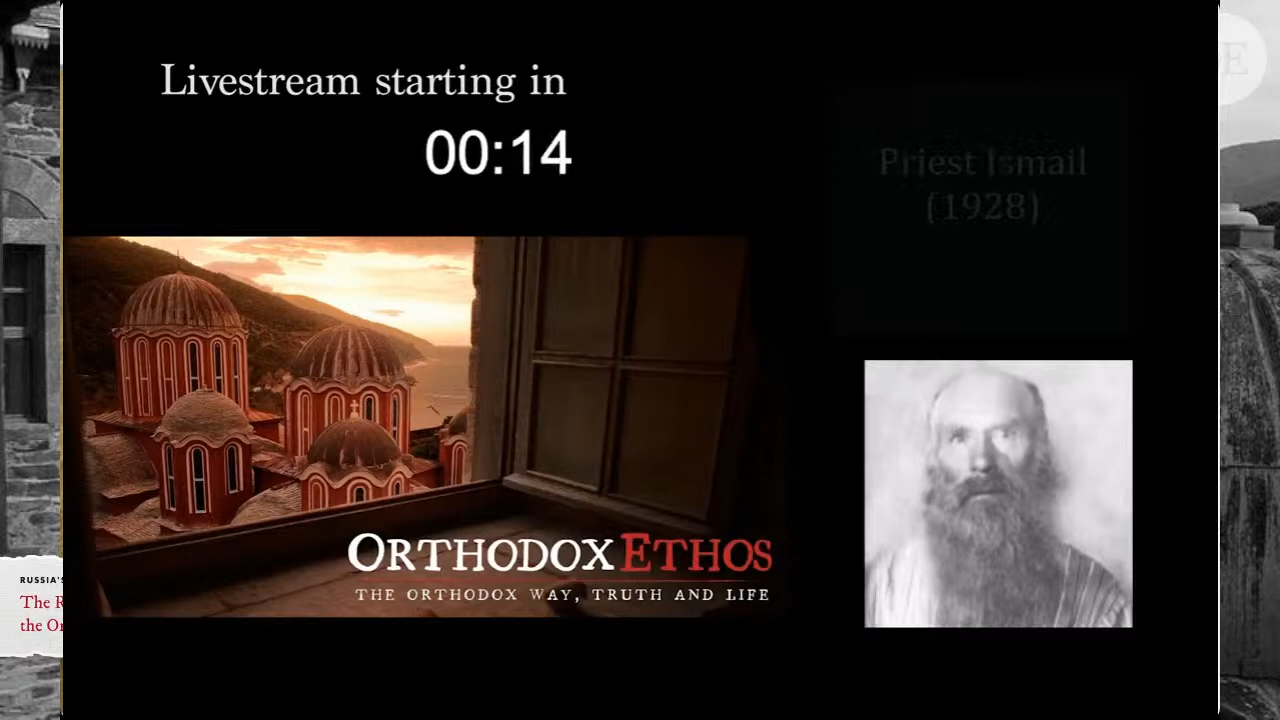 Livestream starting in
00:14
Priest Ismail
(1928)
ORTHODOX ETHOS
THE ORTHODOX WAY, TRUTH AND LIFE
RUSSIA'S
The R
the Or
E